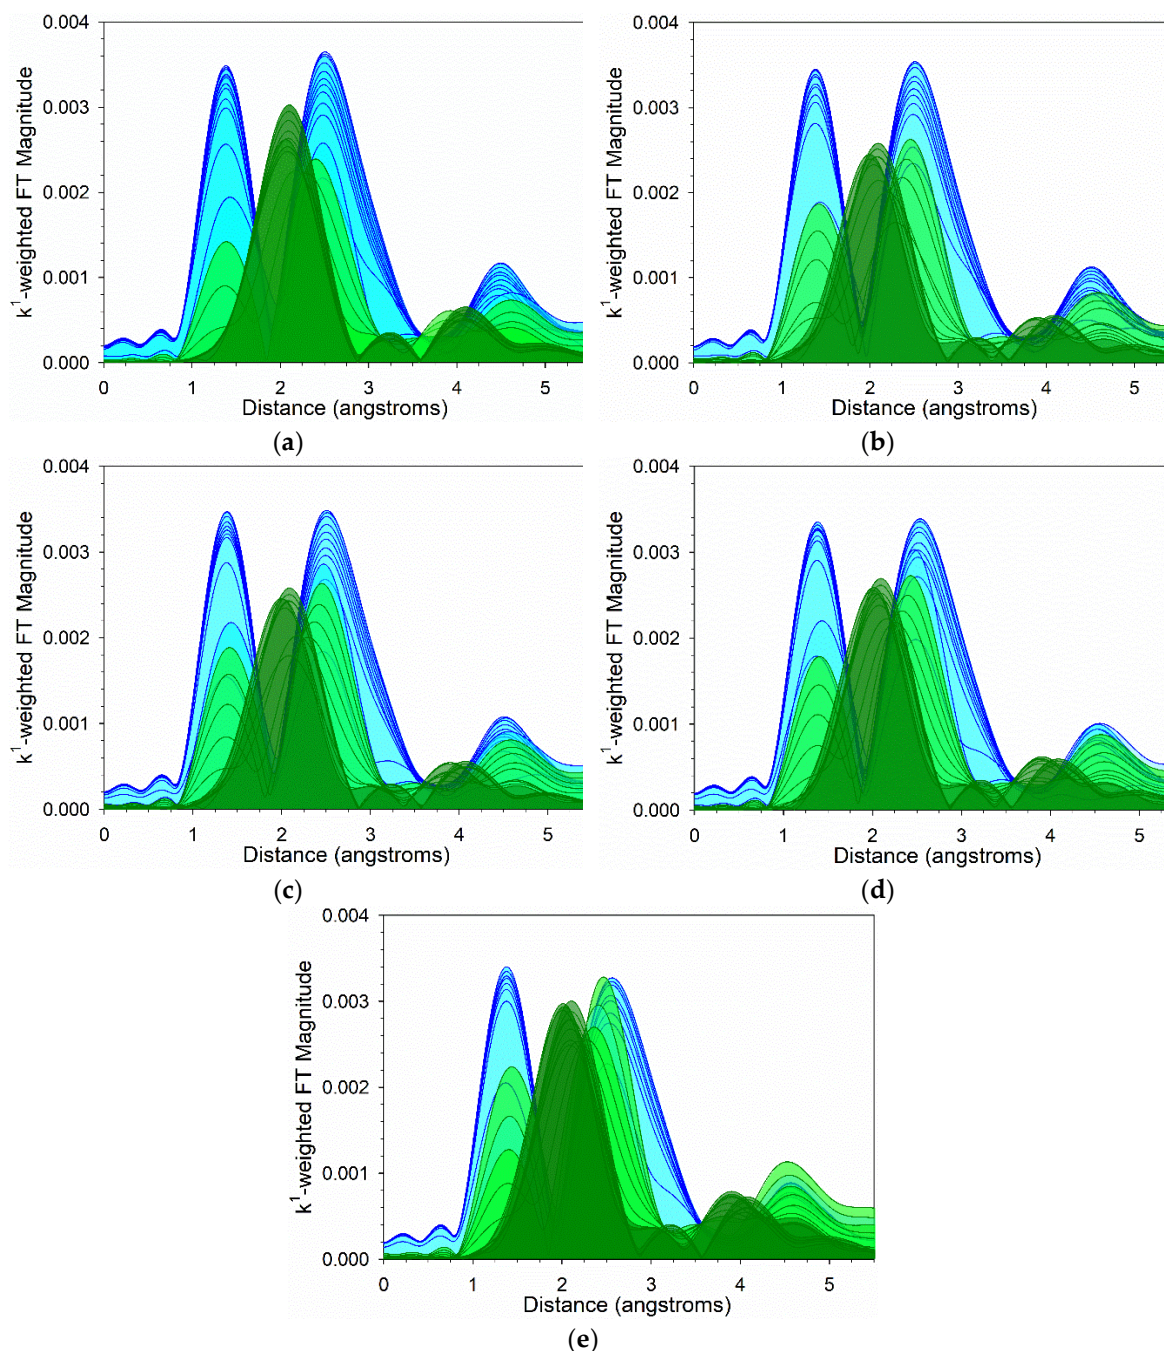 0.004
0.003
0.002
0.001
0.000
k1-weighted FT Magnitude
0 1 2 3 4 5
Distance (angstroms)
(a)
0.004
0.003
0.002
0.001
0.000
k1-weighted FT Magnitude
0 1 2 3 4 5
Distance (angstroms)
(b)
0.004
0.003
0.002
0.001
0.000
k1-weighted FT Magnitude
0 1 2 3 4 5
Distance (angstroms)
(c)
0.004
0.003
0.002
0.001
0.000
k1-weighted FT Magnitude
0 1 2 3 4 5
Distance (angstroms)
(d)
0.004
0.003
0.002
0.001
0.000
k1-weighted FT Magnitude
0 1 2 3 4 5
Distance (angstroms)
(e)